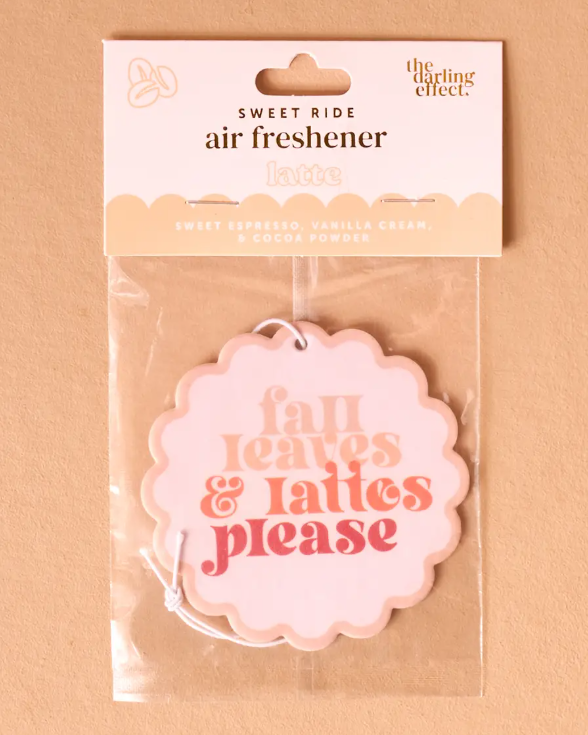 the
darling
effect.
SWEET RIDE
air freshener
latte
SWEET ESPRESSO, VANILLA CREAM,
& COCOA POWDER
fall
leaves
& lattes
please